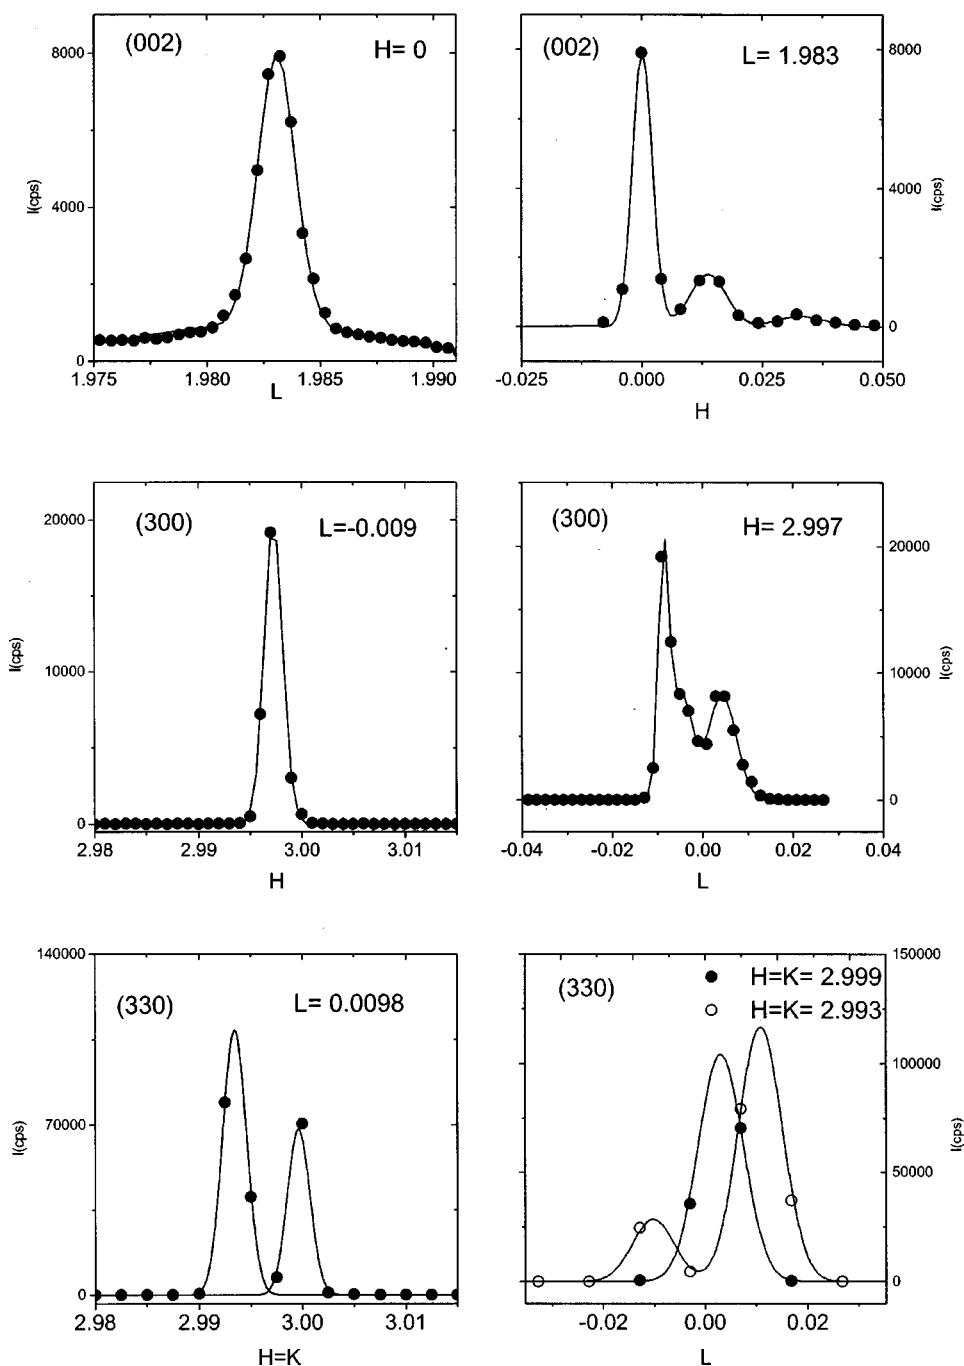 (002)
H= 0
8000
4000
0
I(cps)
1.975
1.980
1.985
1.990
L
(002)
L= 1.983
8000
4000
0
I(cps)
-0.025
0.000
0.025
0.050
H
(300)
L=-0.009
20000
10000
0
I(cps)
2.98
2.99
3.00
3.01
H
(300)
H= 2.997
20000
10000
0
I(cps)
-0.04
-0.02
0.00
0.02
0.04
L
(330)
L= 0.0098
140000
70000
0
I(cps)
2.98
2.99
3.00
3.01
H=K
(330)
H=K= 2.999
H=K= 2.993
150000
100000
50000
0
I(cps)
-0.02
0.00
0.02
L